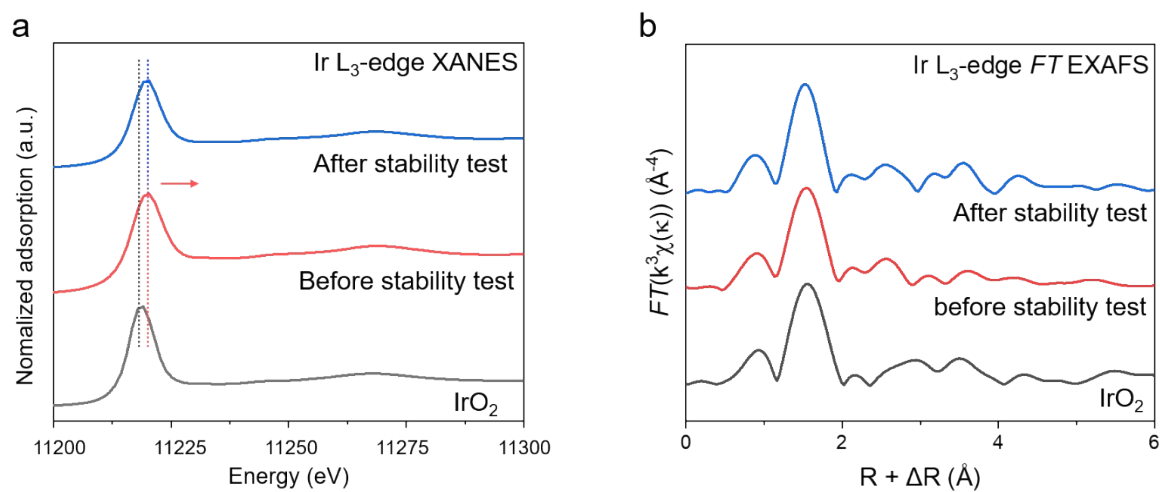 a
Ir L₃-edge XANES
After stability test
Before stability test
IrO₂
Nomalized adsorption (a.u.)
11200 11225 11250 11275 11300
Energy (eV)
b
Ir L₃-edge FT EXAFS
After stability test
before stability test
IrO₂
FT(k³χ(κ)) (Å⁻⁴)
0 2 4 6
R + ΔR (Å)